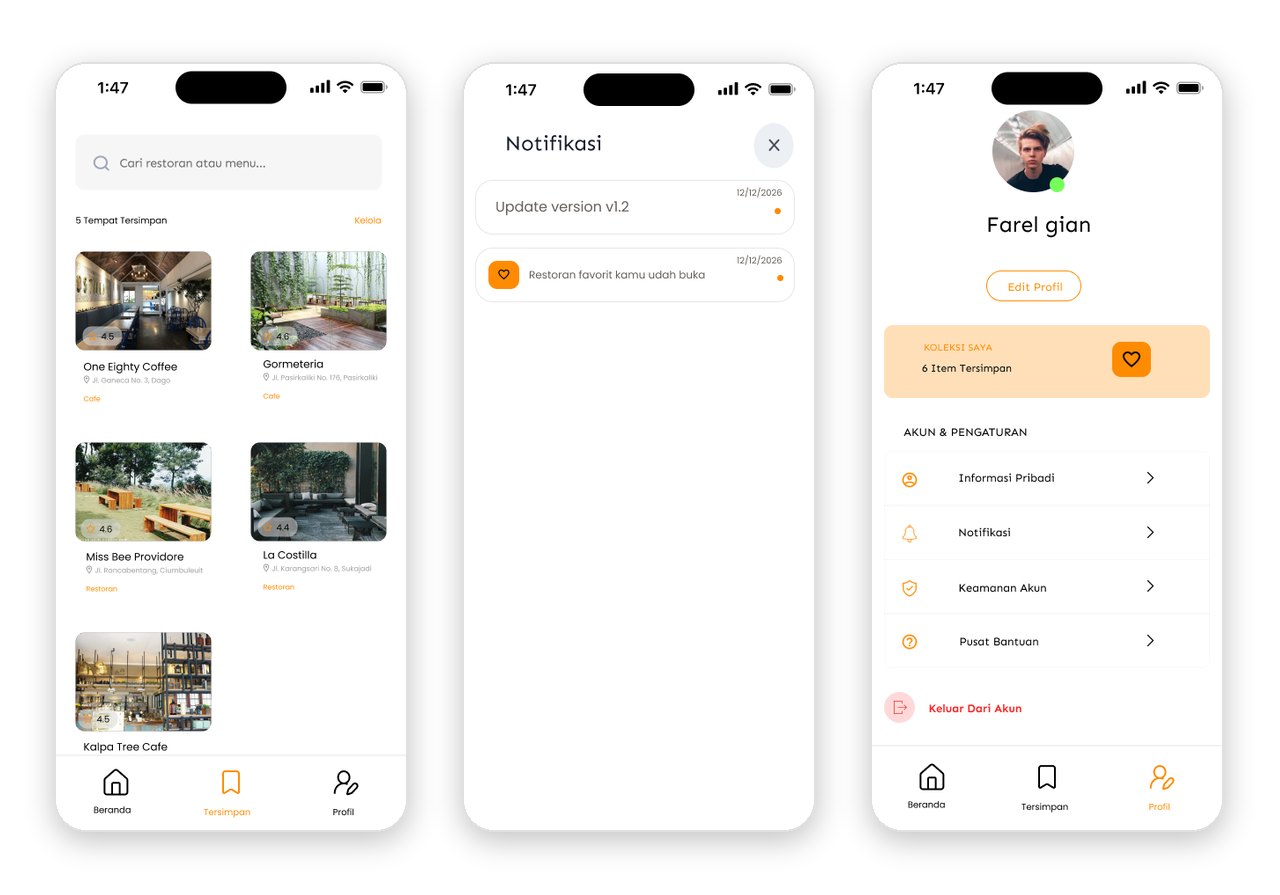 1:47
Cari restoran atau menu...
5 Tempat Tersimpan
Kelola
4.5
4.6
One Eighty Coffee
Jl. Ganeca No. 3, Dago
Cafe
Gormeteria
Jl. Pasirkaliki No. 176, Pasirkaliki
Cafe
4.6
4.4
Miss Bee Providore
Jl. Rancabentang, Ciumbuleuit
Restoran
La Costilla
Jl. Karangsari No. 8, Sukajadi
Restoran
4.5
Kalpa Tree Cafe
Beranda
Tersimpan
Profil
1:47
Notifikasi
12/12/2026
Update version v1.2
12/12/2026
Restoran favorit kamu udah buka
1:47
Farel gian
Edit Profil
KOLEKSI SAYA
6 Item Tersimpan
AKUN & PENGATURAN
Informasi Pribadi
Notifikasi
Keamanan Akun
Pusat Bantuan
Keluar Dari Akun
Beranda
Tersimpan
Profil